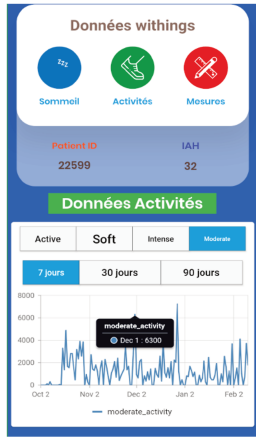 Données withings
zzz
Sommeil Activités Mesures
Patient ID IAH
22599 32
Données Activités
Active Soft Intense Moderate
7 jours 30 jours 90 jours
8000
6000
4000
2000
0
moderate_activity
Dec 1 : 6300
Oct 2 Nov 2 Dec 2 Jan 2 Feb 2
moderate_activity